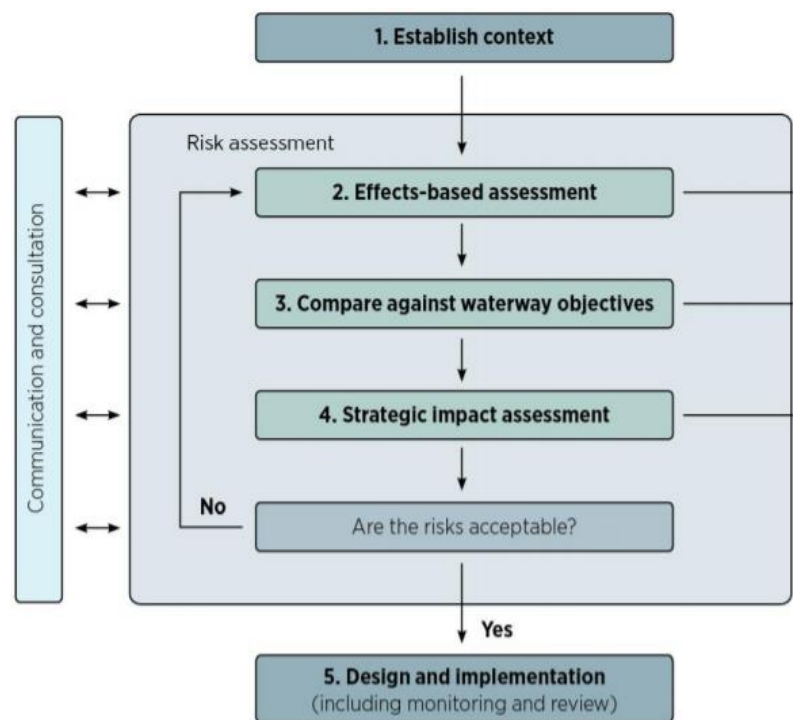 1. Establish context
Risk assessment
Communication and consultation
2. Effects-based assessment
3. Compare against waterway objectives
4. Strategic impact assessment
No
Are the risks acceptable?
Yes
5. Design and implementation
(including monitoring and review)